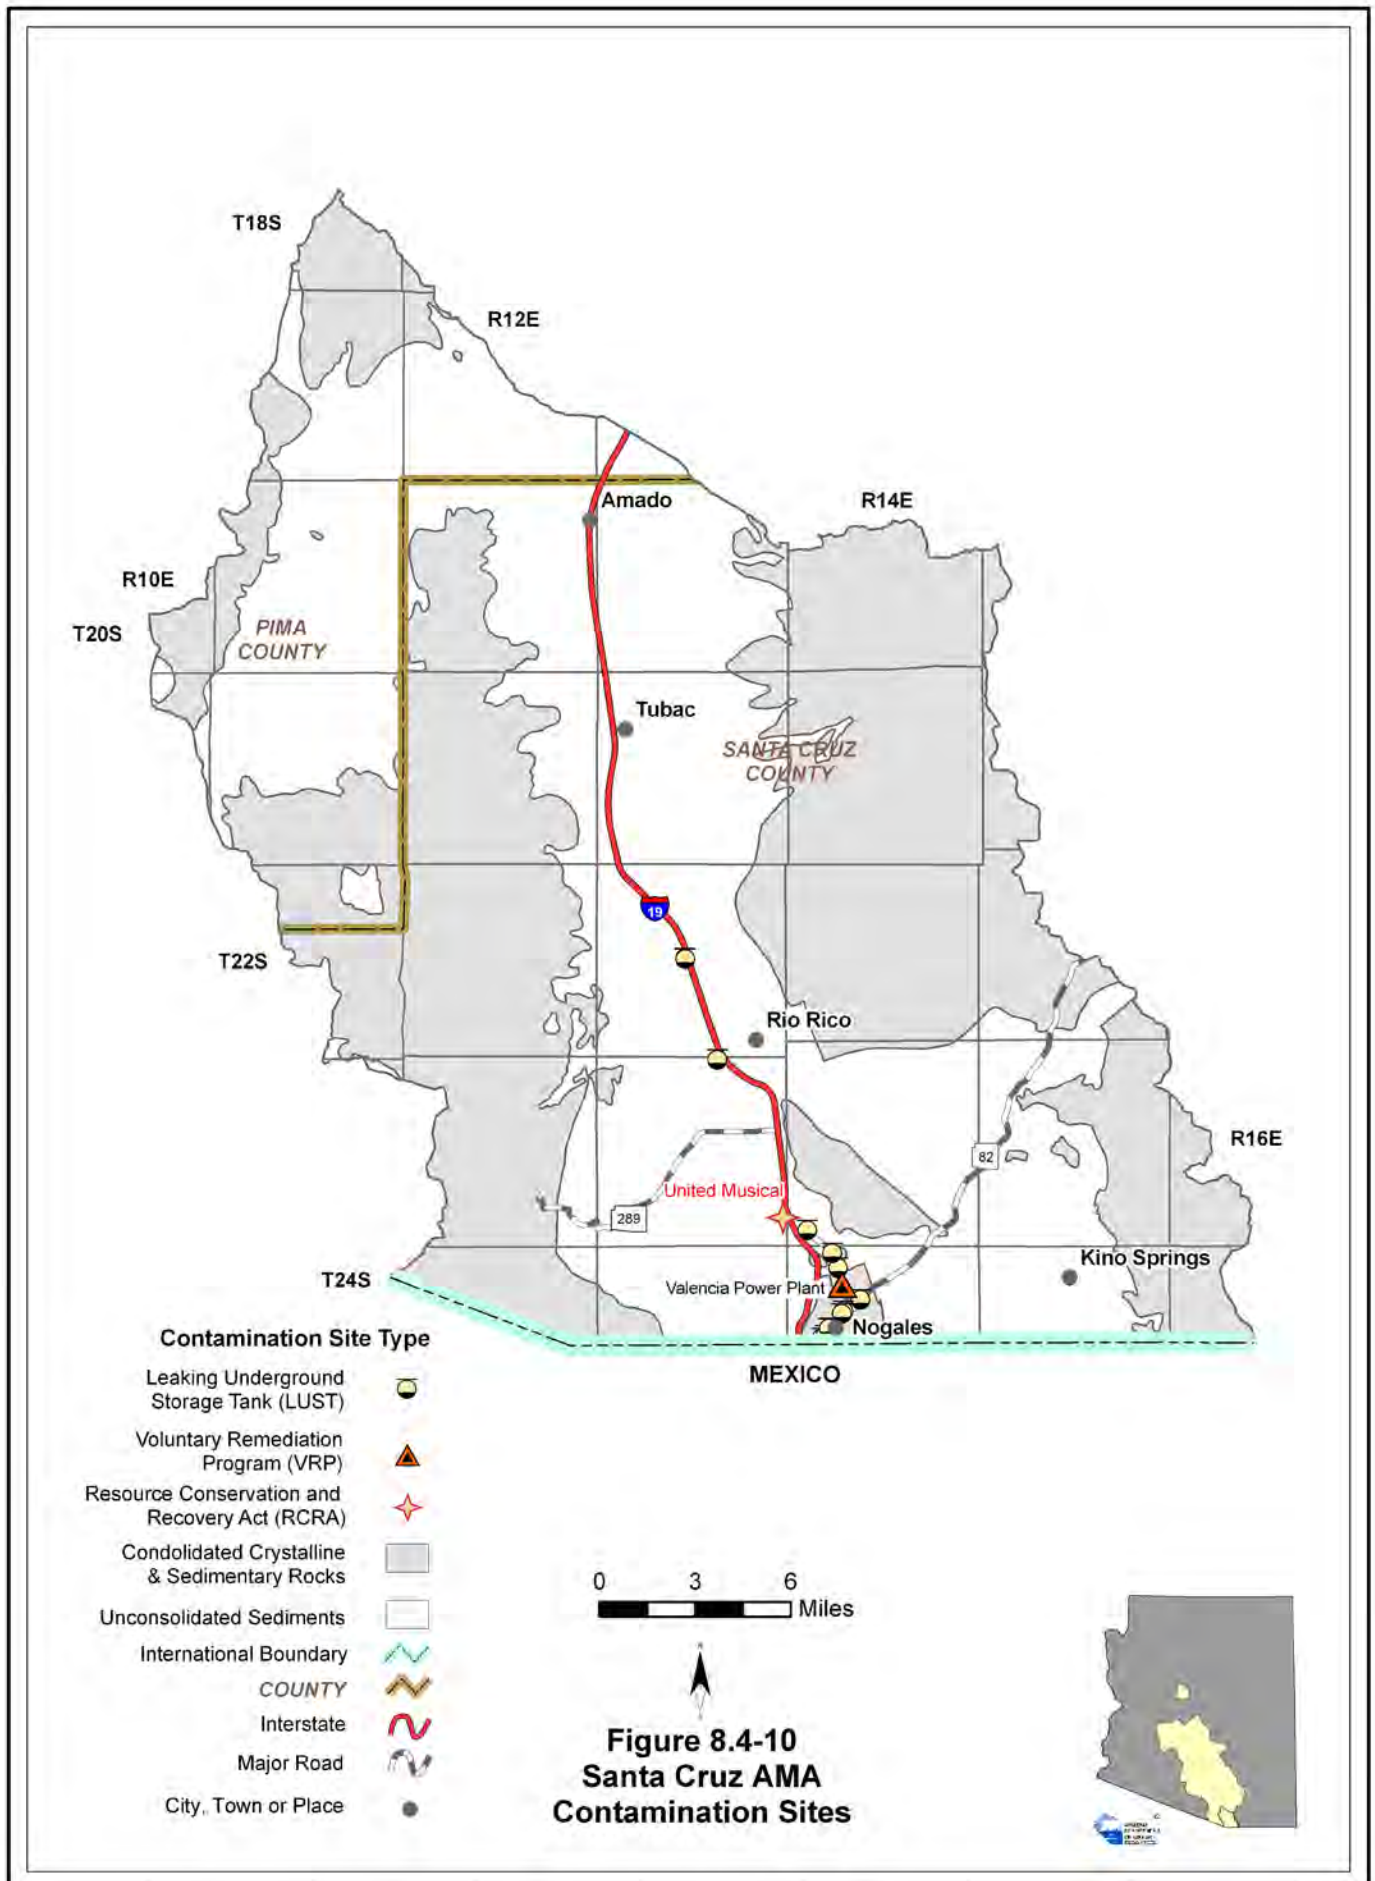 T18S
R12E
Amado
R14E
R10E
T20S
PIMA
COUNTY
Tubac
SANTA CRUZ
COUNTY
19
T22S
Rio Rico
R16E
82
United Musical
289
Kino Springs
T24S
Valencia Power Plant
Nogales
MEXICO
Contamination Site Type
Leaking Underground
Storage Tank (LUST)
Voluntary Remediation
Program (VRP)
Resource Conservation and
Recovery Act (RCRA)
Condolidated Crystalline
& Sedimentary Rocks
Unconsolidated Sediments
International Boundary
COUNTY
Interstate
Major Road
City, Town or Place
0 3 6
Miles
Figure 8.4-10
Santa Cruz AMA
Contamination Sites